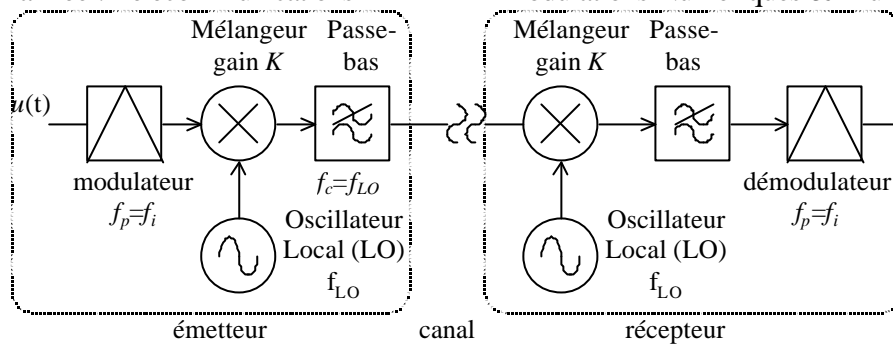 Mélangeur
gain K
Passe-
bas
Mélangeur
gain K
Passe-
bas
u(t)
modulateur
fp=fi
fc=fLO
démodulateur
fp=fi
Oscillateur
Local (LO)
fLO
Oscillateur
Local (LO)
fLO
émetteur
canal
récepteur